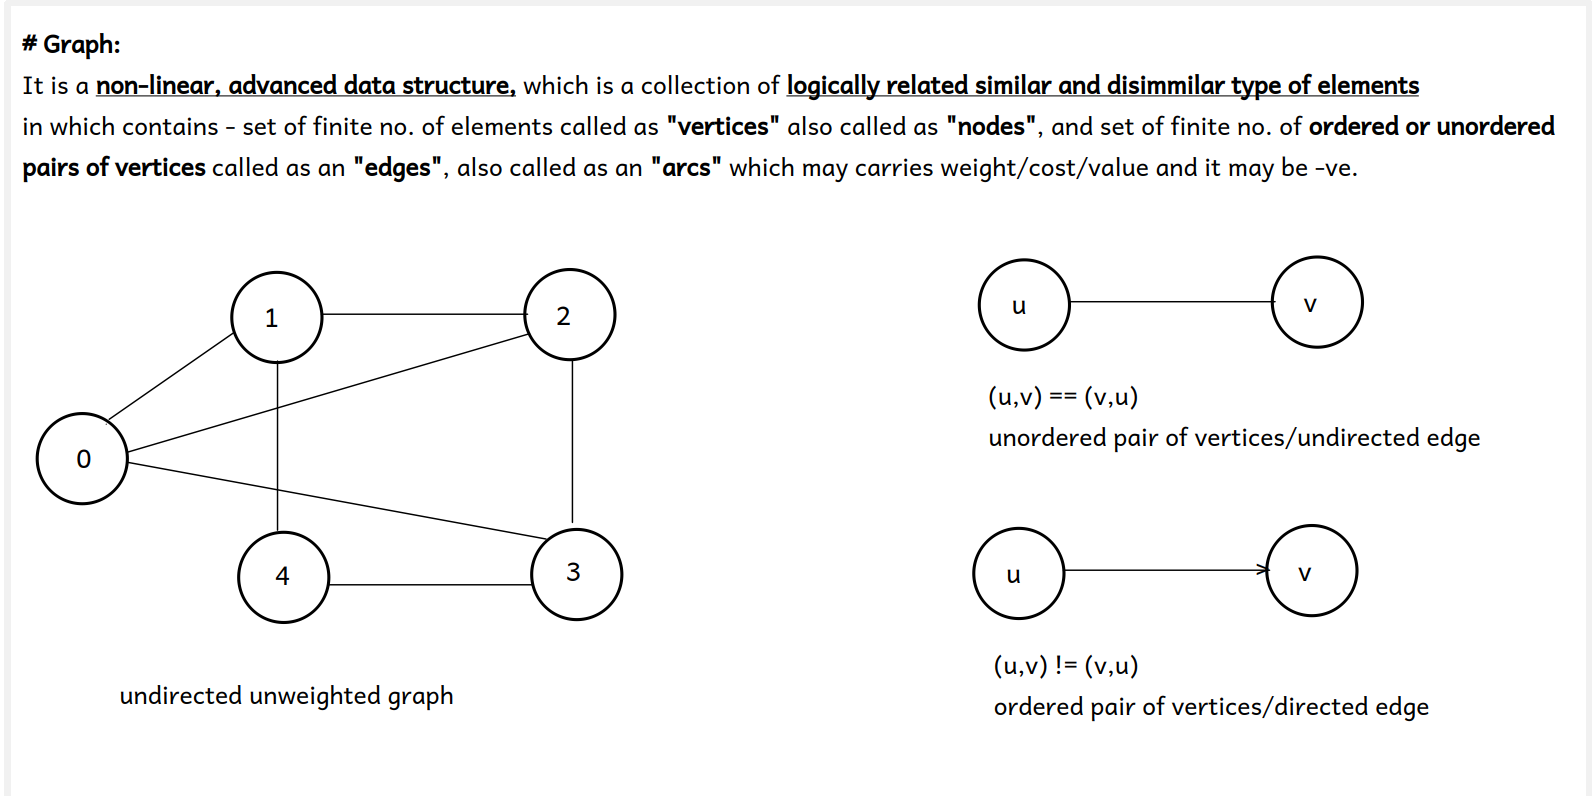 # Graph:
It is a non-linear, advanced data structure, which is a collection of logically related similar and disimmilar type of elements
in which contains - set of finite no. of elements called as "vertices" also called as "nodes", and set of finite no. of ordered or unordered
pairs of vertices called as an "edges", also called as an "arcs" which may carries weight/cost/value and it may be -ve.
1
2
0
4
3
undirected unweighted graph
u
v
(u,v) == (v,u)
unordered pair of vertices/undirected edge
u
v
(u,v) != (v,u)
ordered pair of vertices/directed edge